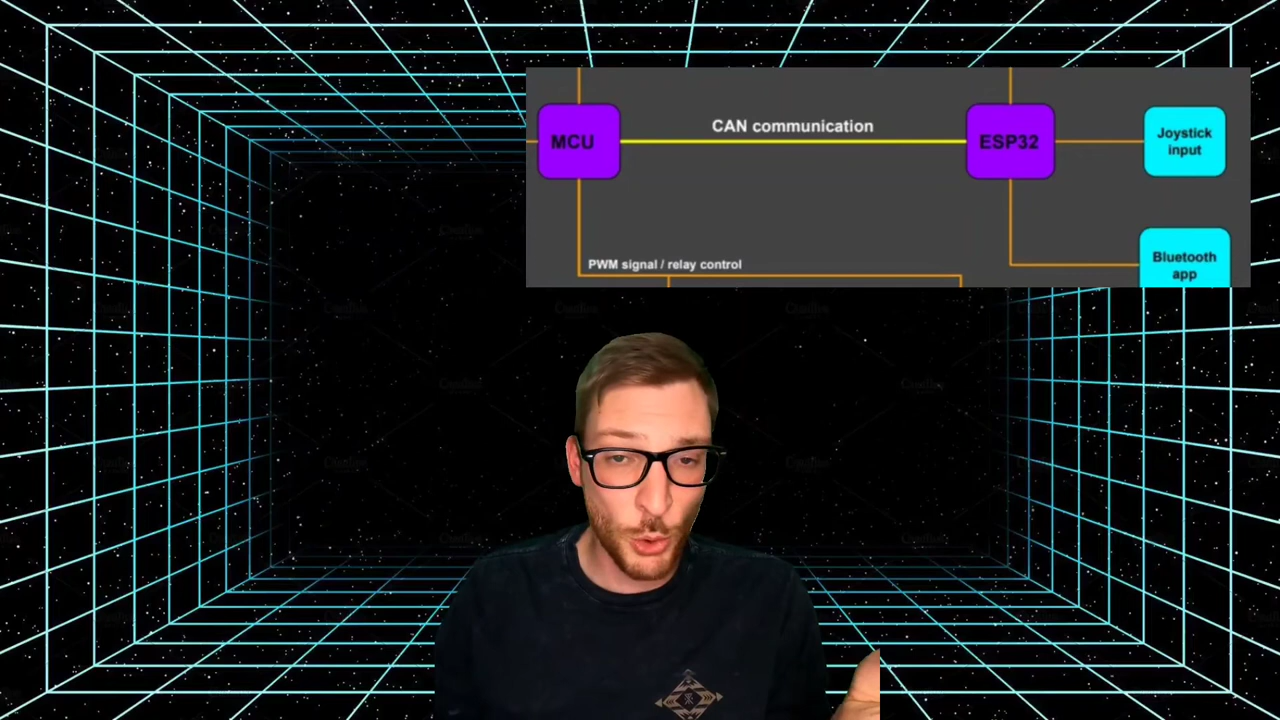 CAN communication
MCU
ESP32
Joystick
input
PWM signal / relay control
Bluetooth
app